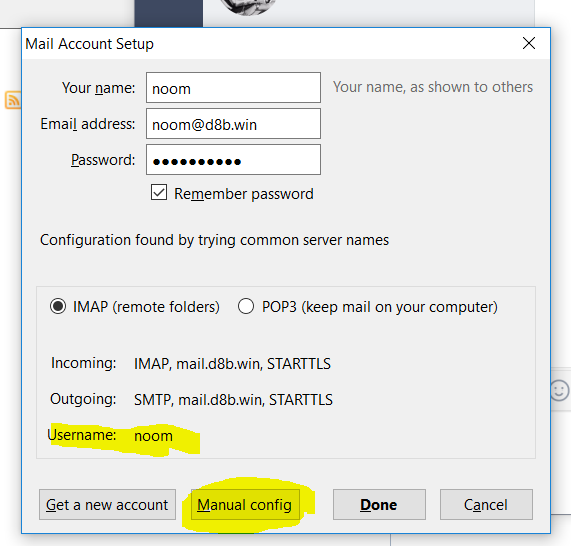 Mail Account Setup
Your name: noom Your name, as shown to others
Email address: noom@d8b.win
Password: ●●●●●●●●●●
Remember password
Configuration found by trying common server names
IMAP (remote folders) POP3 (keep mail on your computer)
Incoming: IMAP, mail.d8b.win, STARTTLS
Outgoing: SMTP, mail.d8b.win, STARTTLS
Username: noom
Get a new account Manual config Done Cancel